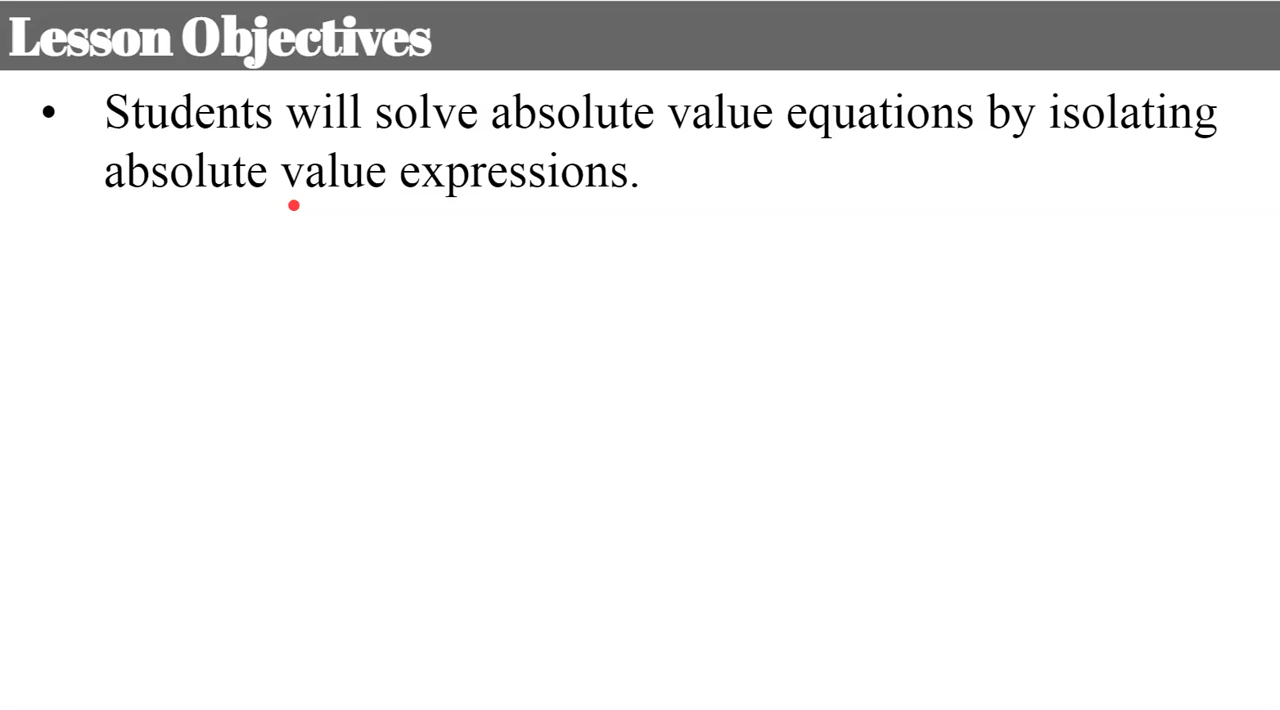 Lesson Objectives
• Students will solve absolute value equations by isolating
absolute value expressions.